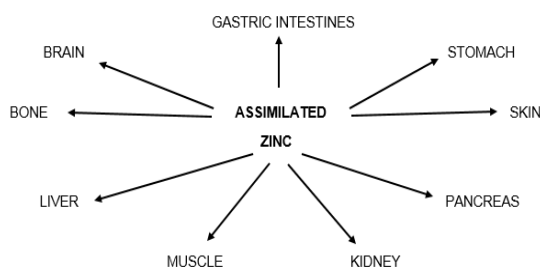 GASTRIC INTESTINES
BRAIN
STOMACH
BONE
ASSIMILATED
ZINC
SKIN
LIVER
PANCREAS
MUSCLE
KIDNEY